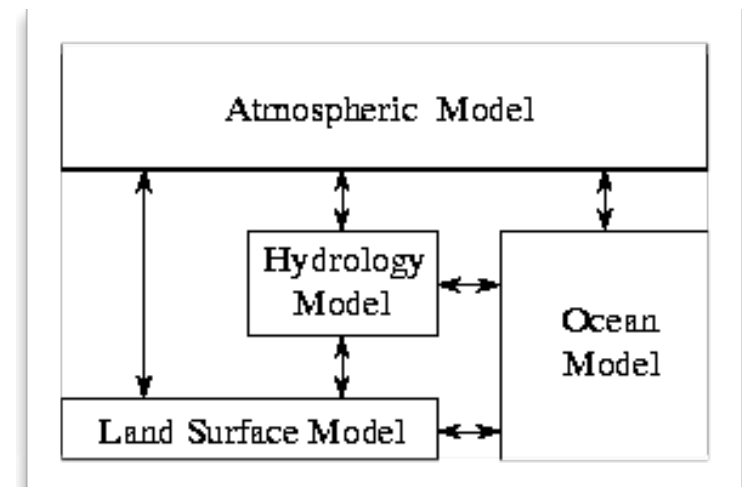 Atmospheric Model
Hydrology
Model
Ocean
Model
Land Surface Model